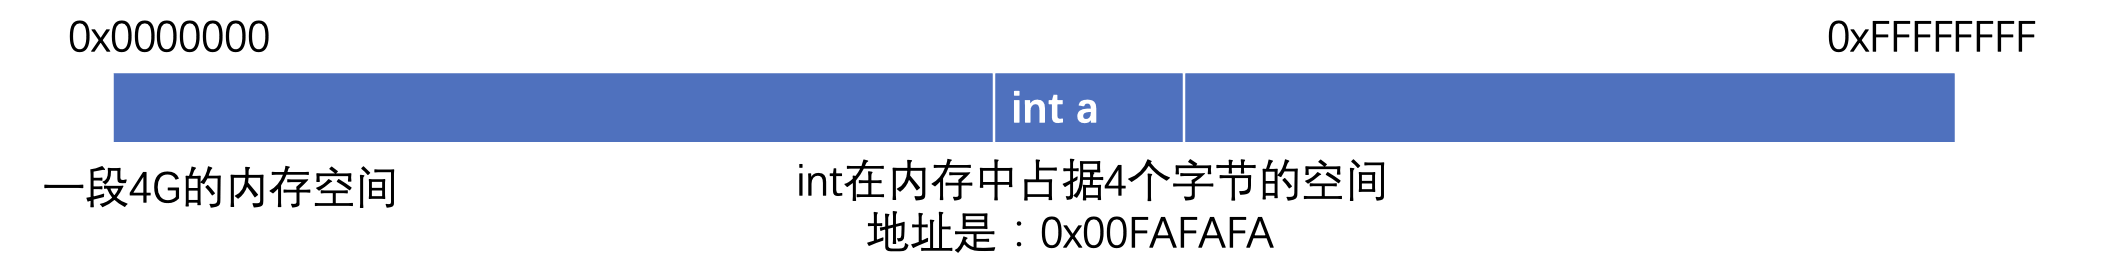 0x0000000
0xFFFFFFFF
int a
一段4G的内存空间
int在内存中占据4个字节的空间
地址是：0x00FAFAFA